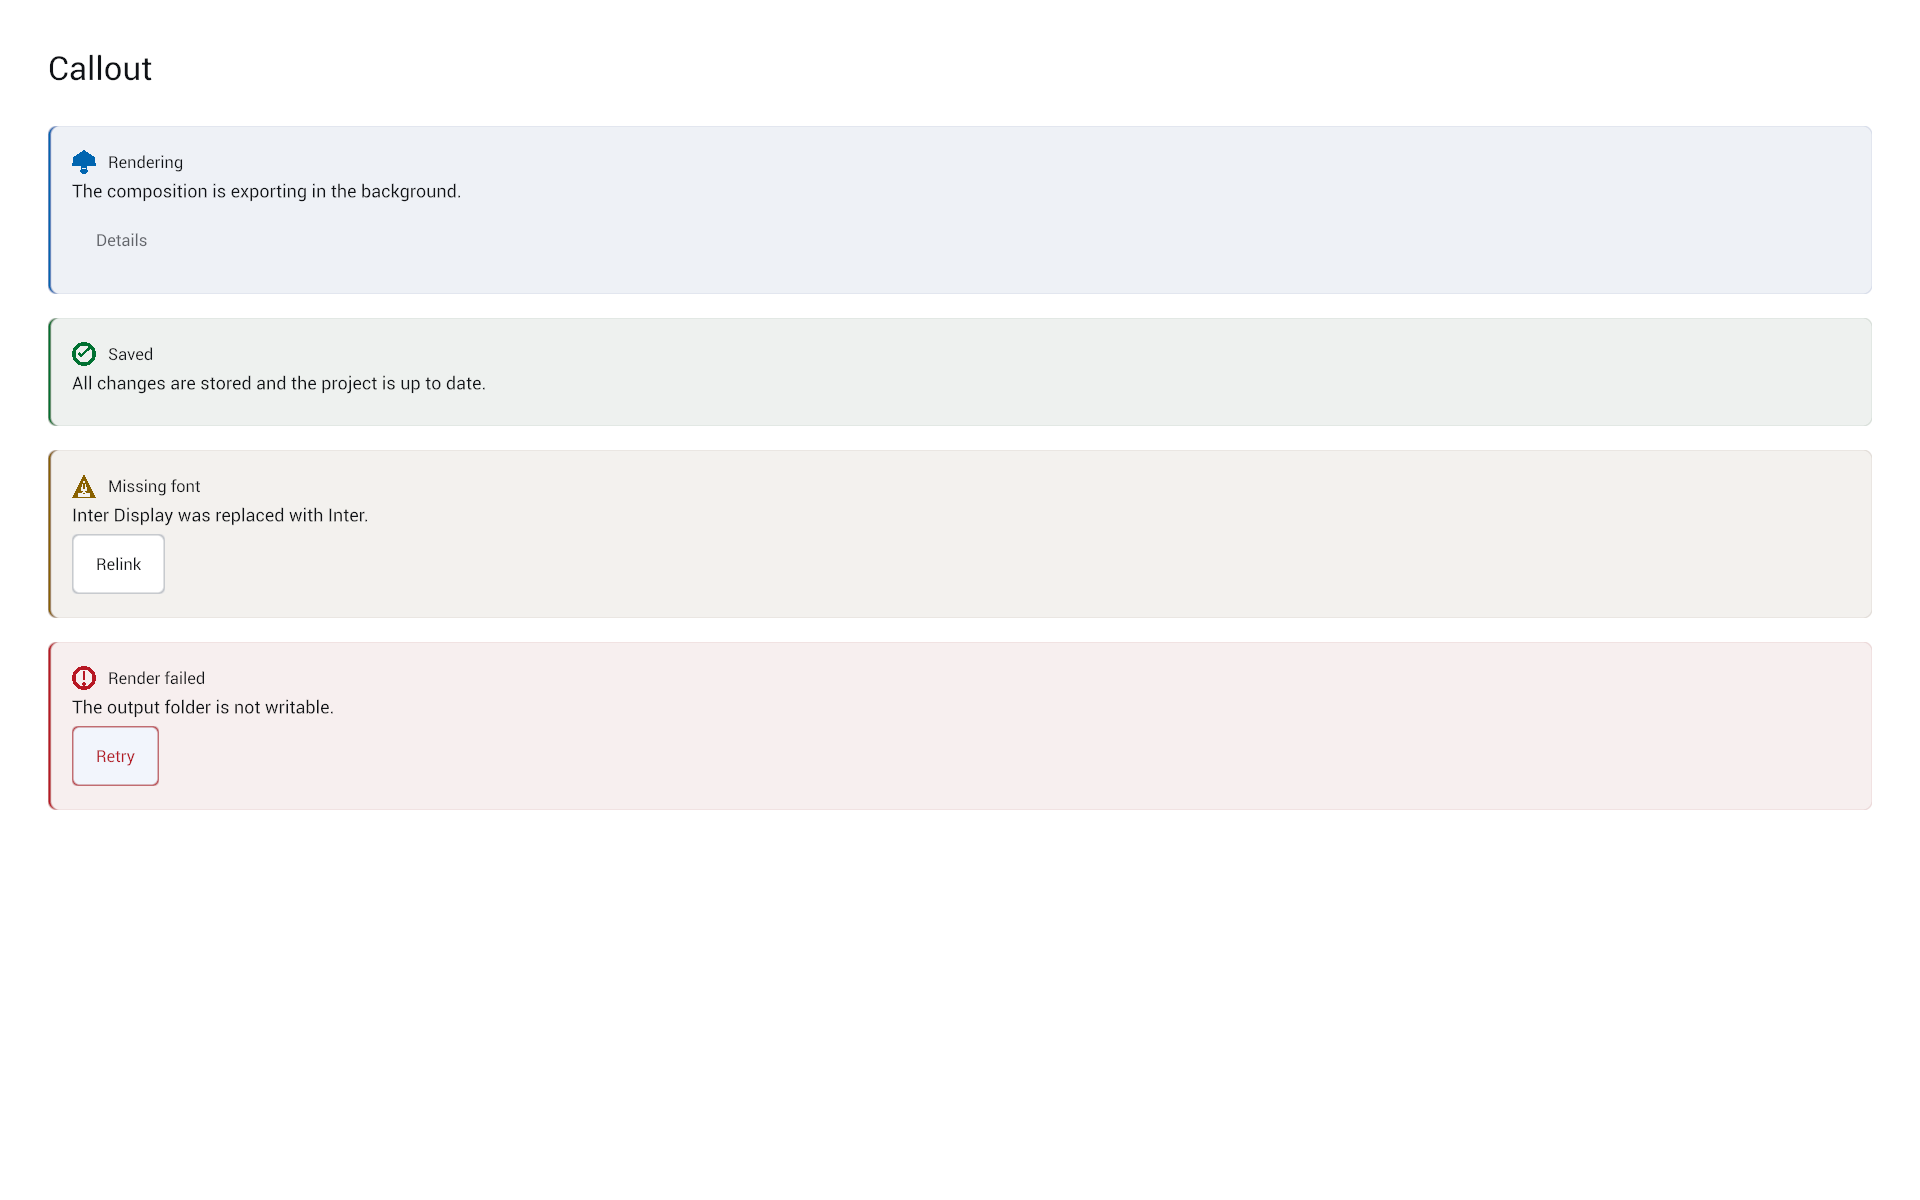 Callout
Rendering
The composition is exporting in the background.
Details
Saved
All changes are stored and the project is up to date.
Missing font
Inter Display was replaced with Inter.
Relink
Render failed
The output folder is not writable.
Retry